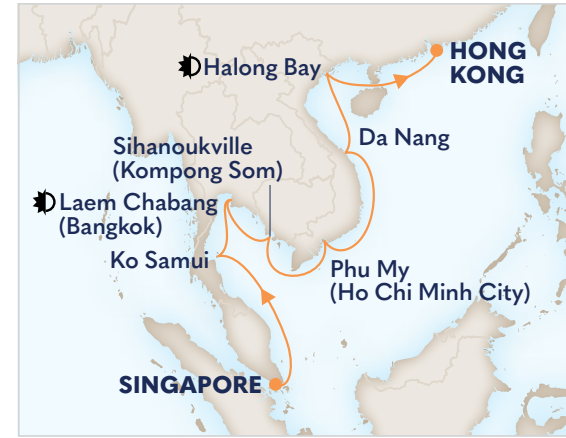 HONG
KONG
Halong Bay
Da Nang
Sihanoukville
(Kompong Som)
Laem Chabang
(Bangkok)
Ko Samui
Phu My
(Ho Chi Minh City)
SINGAPORE